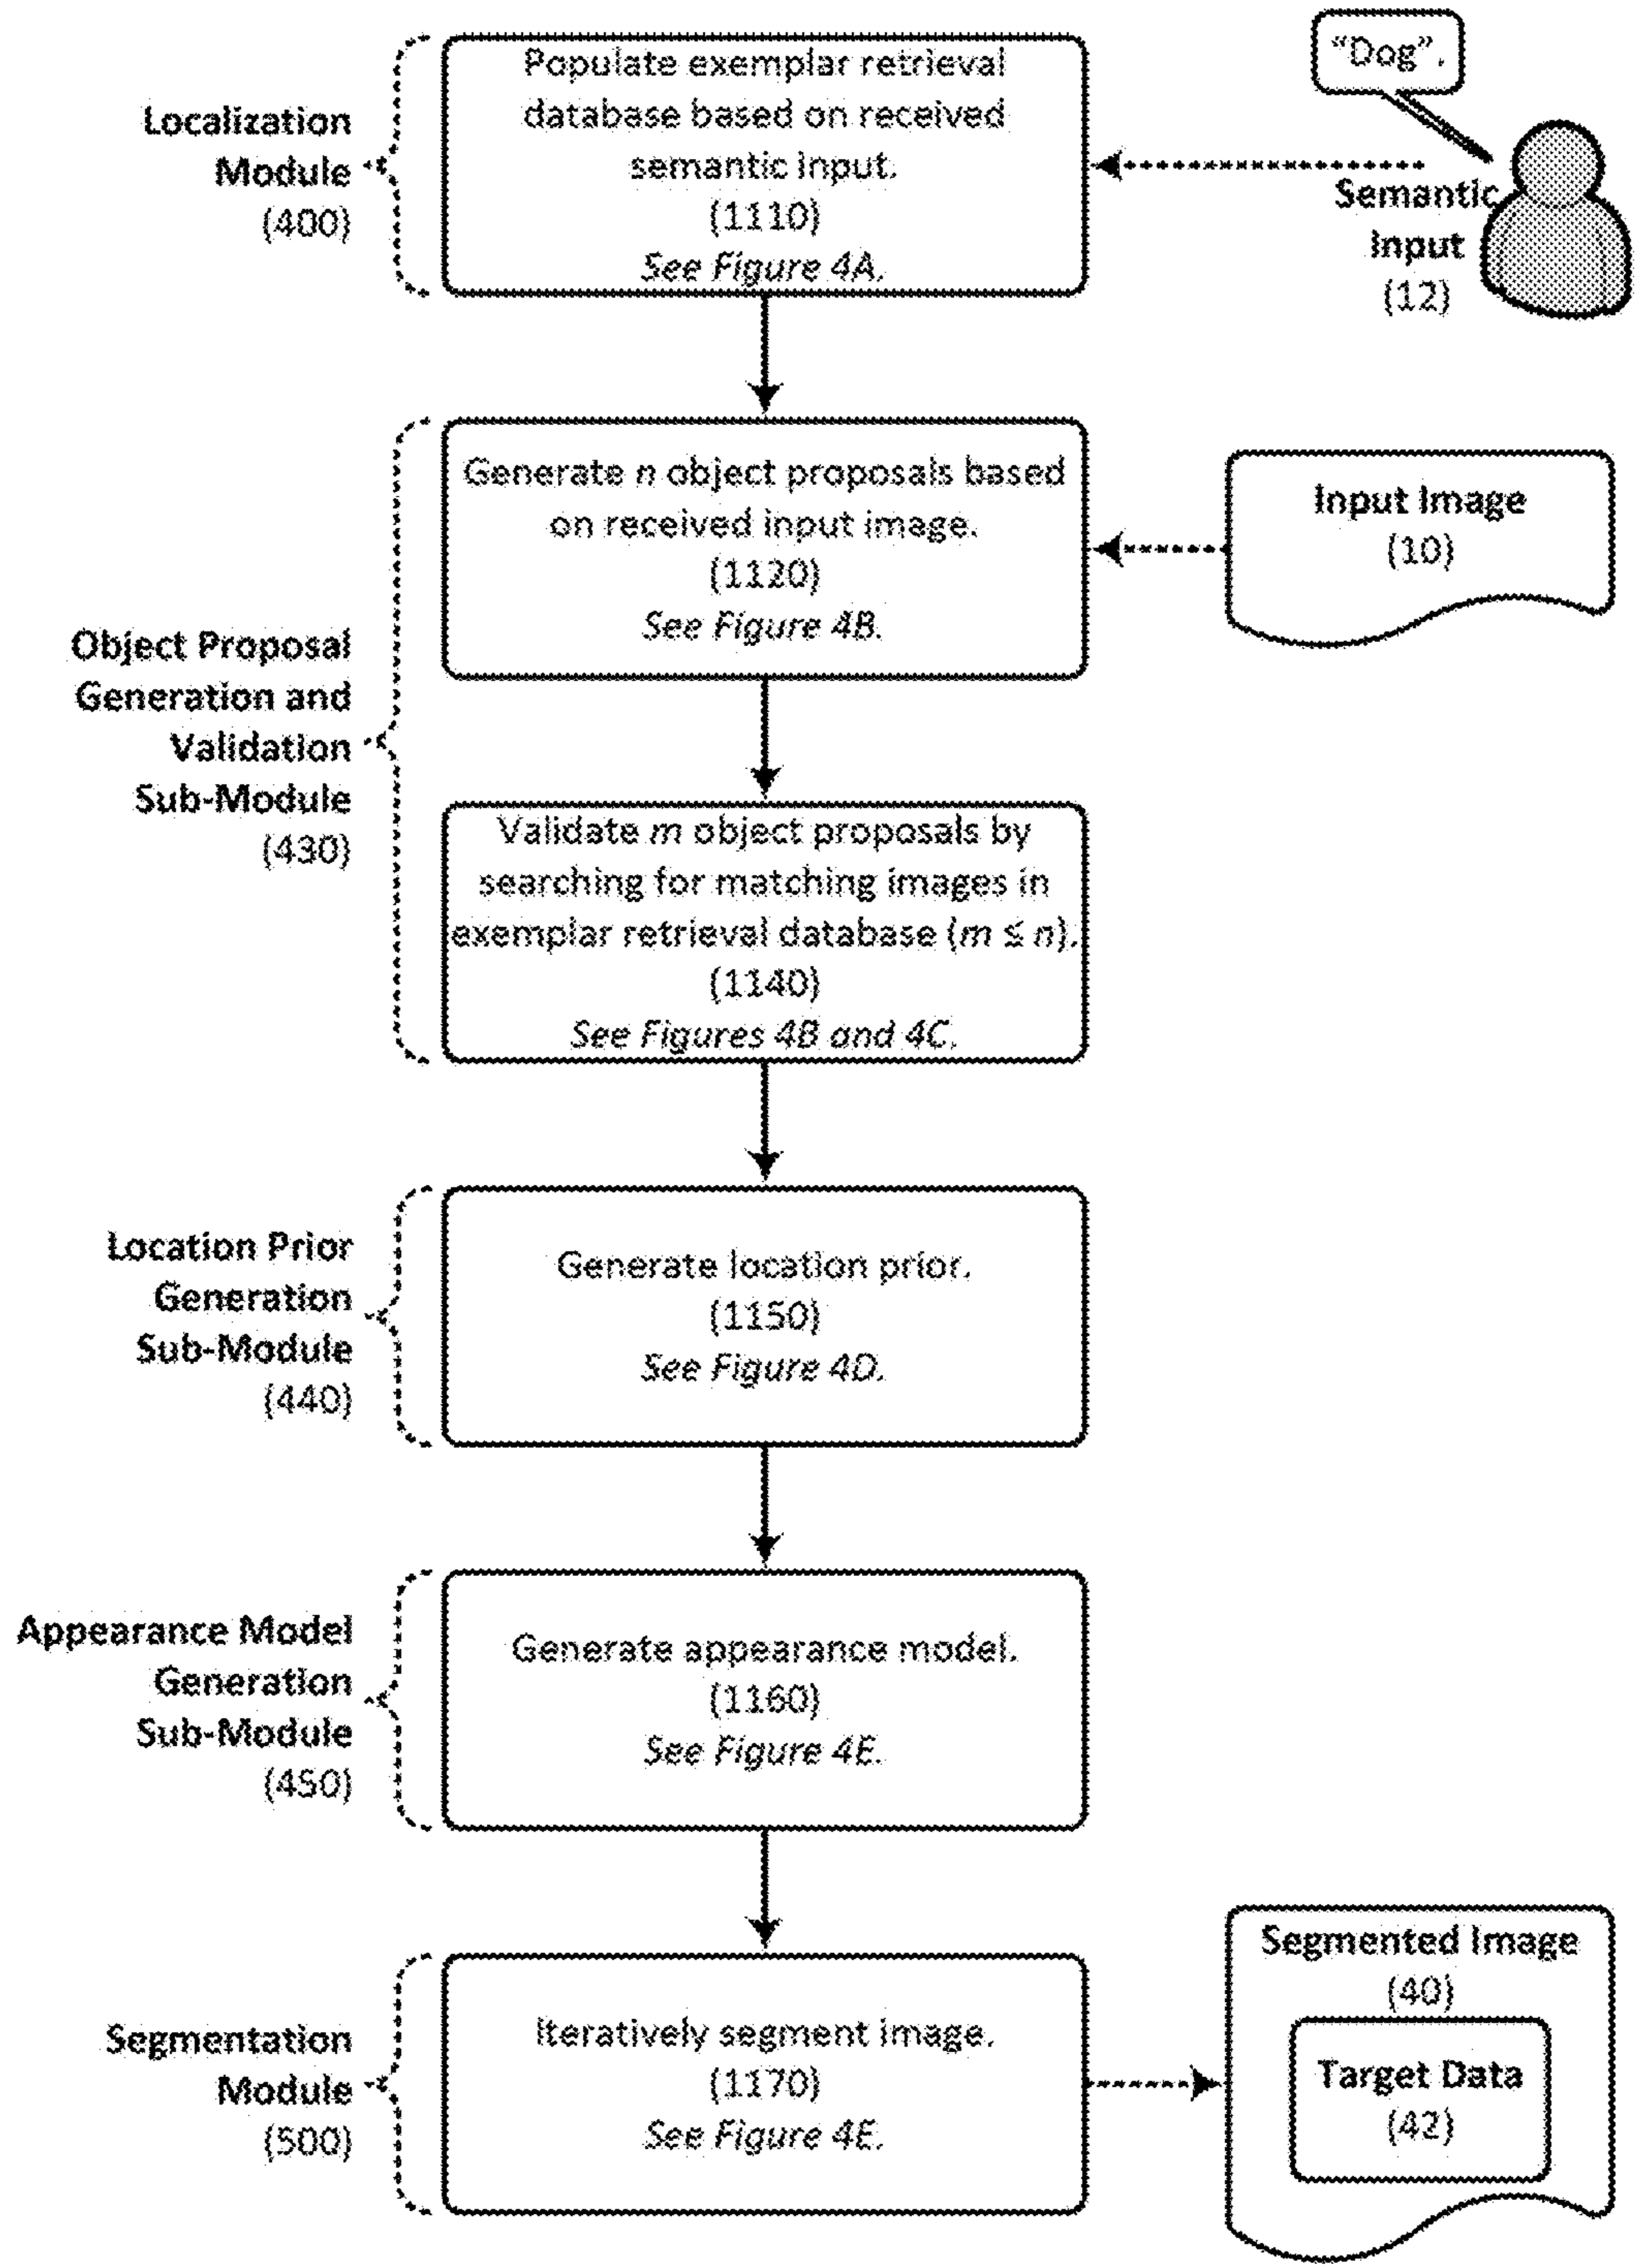 Localization
Module
(400)
Populate exemplar retrieval
database based on received
semantic input.
(1110)
See Figure 4A.
“Dog”.
Semantic
Input
(12)
Object Proposal
Generation and
Validation
Sub-Module
(430)
Generate n object proposals based
on received input image.
(1120)
See Figure 4B.
Input Image
(10)
Validate m object proposals by
searching for matching images in
exemplar retrieval database (m ≤ n).
(1140)
See Figures 4B and 4C.
Location Prior
Generation
Sub-Module
(440)
Generate location prior.
(1150)
See Figure 4D.
Appearance Model
Generation
Sub-Module
(450)
Generate appearance model.
(1160)
See Figure 4E.
Segmentation
Module
(500)
Iteratively segment image.
(1170)
See Figure 4E.
Segmented Image
(40)
Target Data
(42)